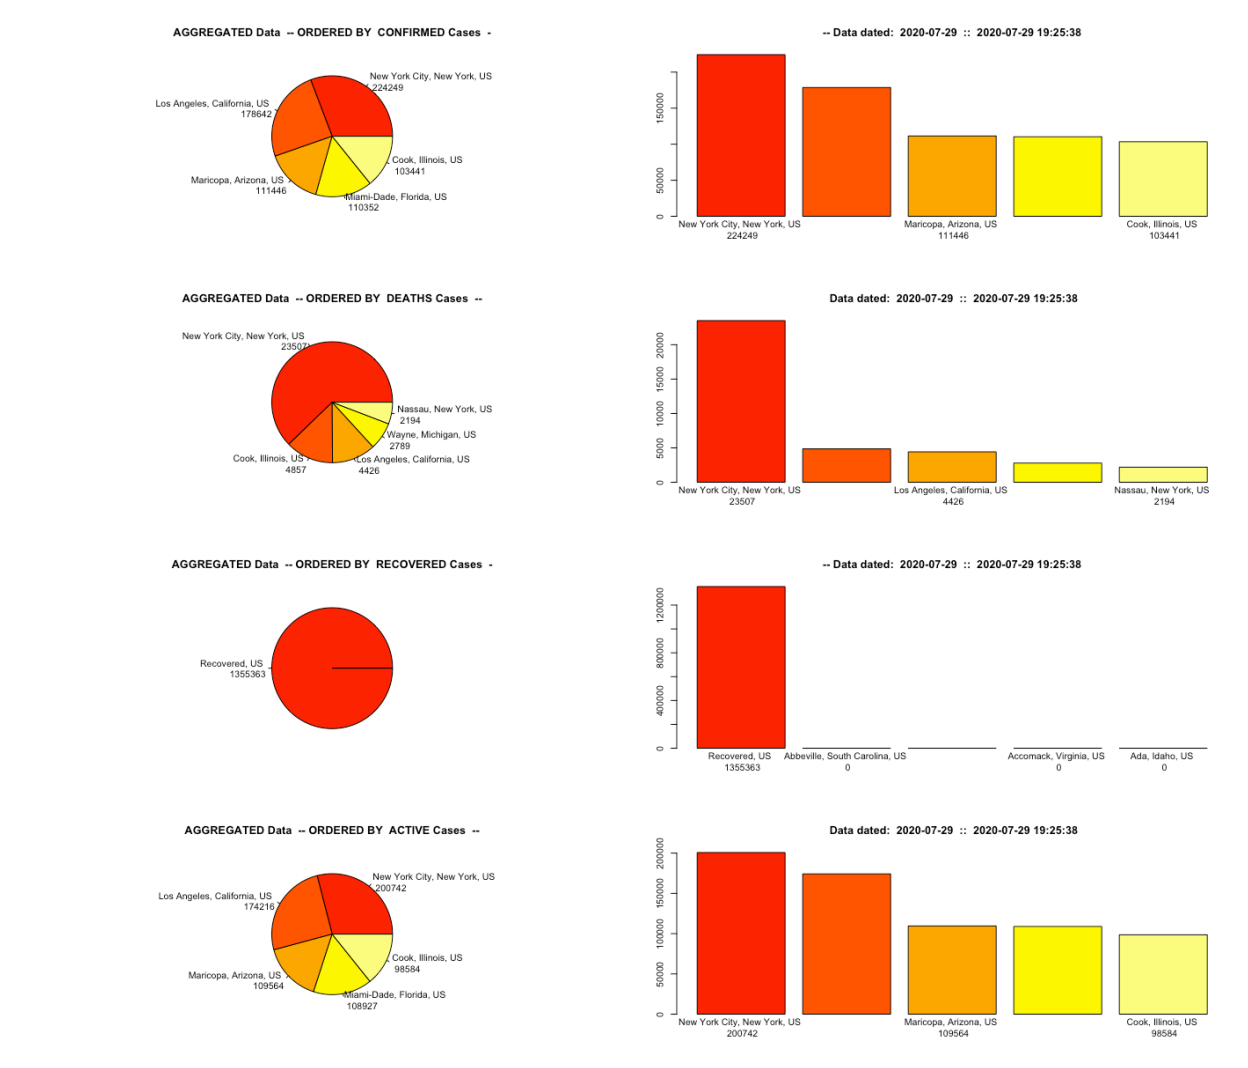 AGGREGATED Data -- ORDERED BY CONFIRMED Cases -
New York City, New York, US
224249
Los Angeles, California, US
178642
Maricopa, Arizona, US
111446
Miami-Dade, Florida, US
110352
Cook, Illinois, US
103441
-- Data dated: 2020-07-29 :: 2020-07-29 19:25:38
150000
50000
0
New York City, New York, US
224249
Maricopa, Arizona, US
111446
Cook, Illinois, US
103441
AGGREGATED Data -- ORDERED BY DEATHS Cases --
New York City, New York, US
23507
Cook, Illinois, US
4857
Los Angeles, California, US
4426
Wayne, Michigan, US
2789
Nassau, New York, US
2194
Data dated: 2020-07-29 :: 2020-07-29 19:25:38
20000
15000
10000
5000
0
New York City, New York, US
23507
Los Angeles, California, US
4426
Nassau, New York, US
2194
AGGREGATED Data -- ORDERED BY RECOVERED Cases -
Recovered, US
1355363
-- Data dated: 2020-07-29 :: 2020-07-29 19:25:38
1200000
800000
400000
0
Recovered, US
1355363
Abbeville, South Carolina, US
0
Accomack, Virginia, US
0
Ada, Idaho, US
0
AGGREGATED Data -- ORDERED BY ACTIVE Cases --
New York City, New York, US
200742
Los Angeles, California, US
174216
Maricopa, Arizona, US
109564
Miami-Dade, Florida, US
108927
Cook, Illinois, US
98584
Data dated: 2020-07-29 :: 2020-07-29 19:25:38
200000
150000
100000
50000
0
New York City, New York, US
200742
Maricopa, Arizona, US
109564
Cook, Illinois, US
98584